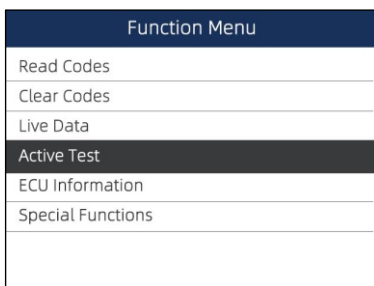 Function Menu
Read Codes
Clear Codes
Live Data
Active Test
ECU Information
Special Functions